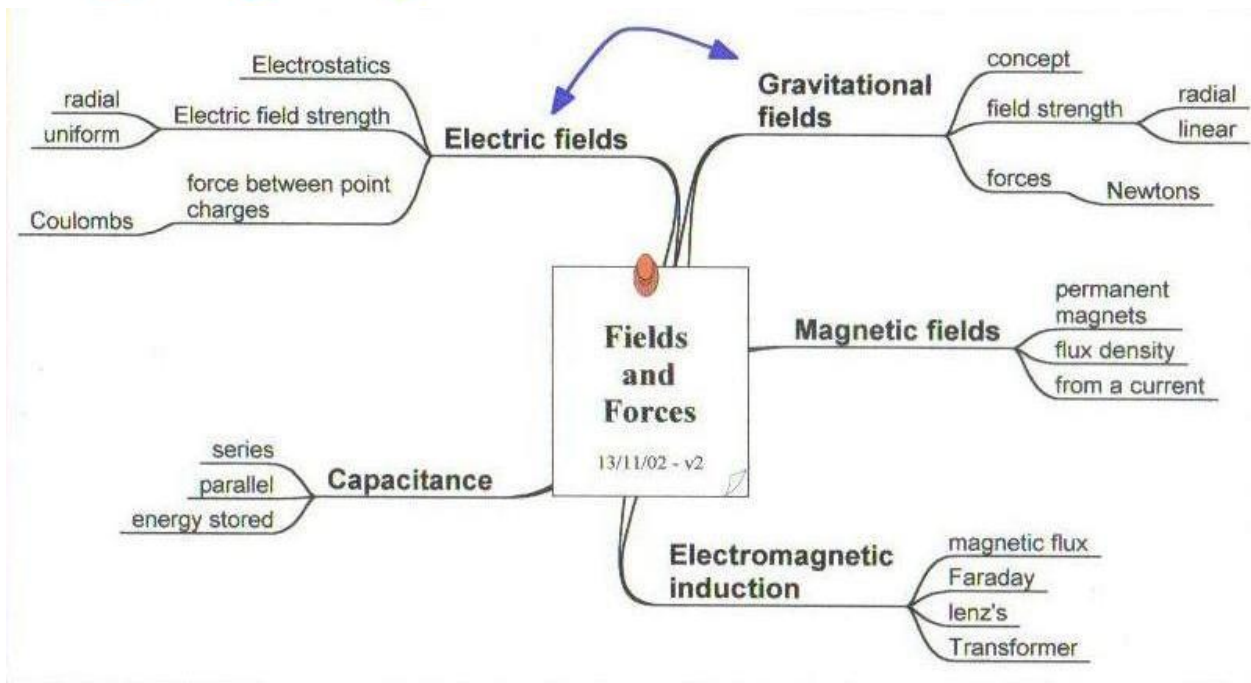 Fields
and
Forces
13/11/02 - v2
Gravitational
fields
concept
field strength
radial
linear
forces
Newtons
Magnetic fields
permanent
magnets
flux density
from a current
Electromagnetic
induction
magnetic flux
Faraday
lenz's
Transformer
Capacitance
series
parallel
energy stored
Electric fields
Electrostatics
Electric field strength
radial
uniform
force between point
charges
Coulombs